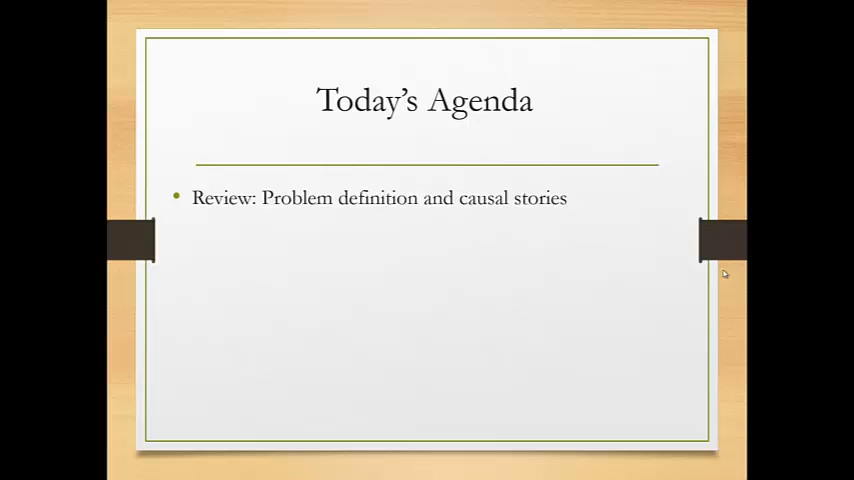 Today’s Agenda
• Review: Problem definition and causal stories